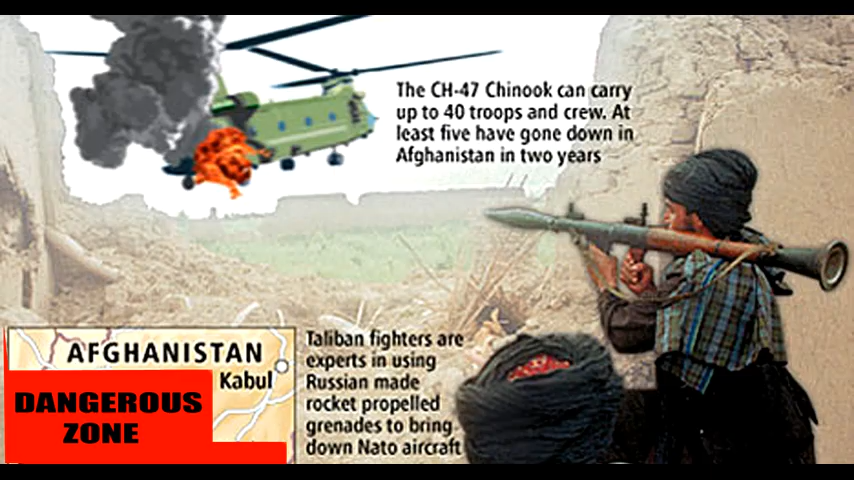 The CH-47 Chinook can carry
up to 40 troops and crew. At
least five have gone down in
Afghanistan in two years
Taliban fighters are
experts in using
Russian made
rocket propelled
grenades to bring
down Nato aircraft
AFGHANISTAN
Kabul
DANGEROUS
ZONE